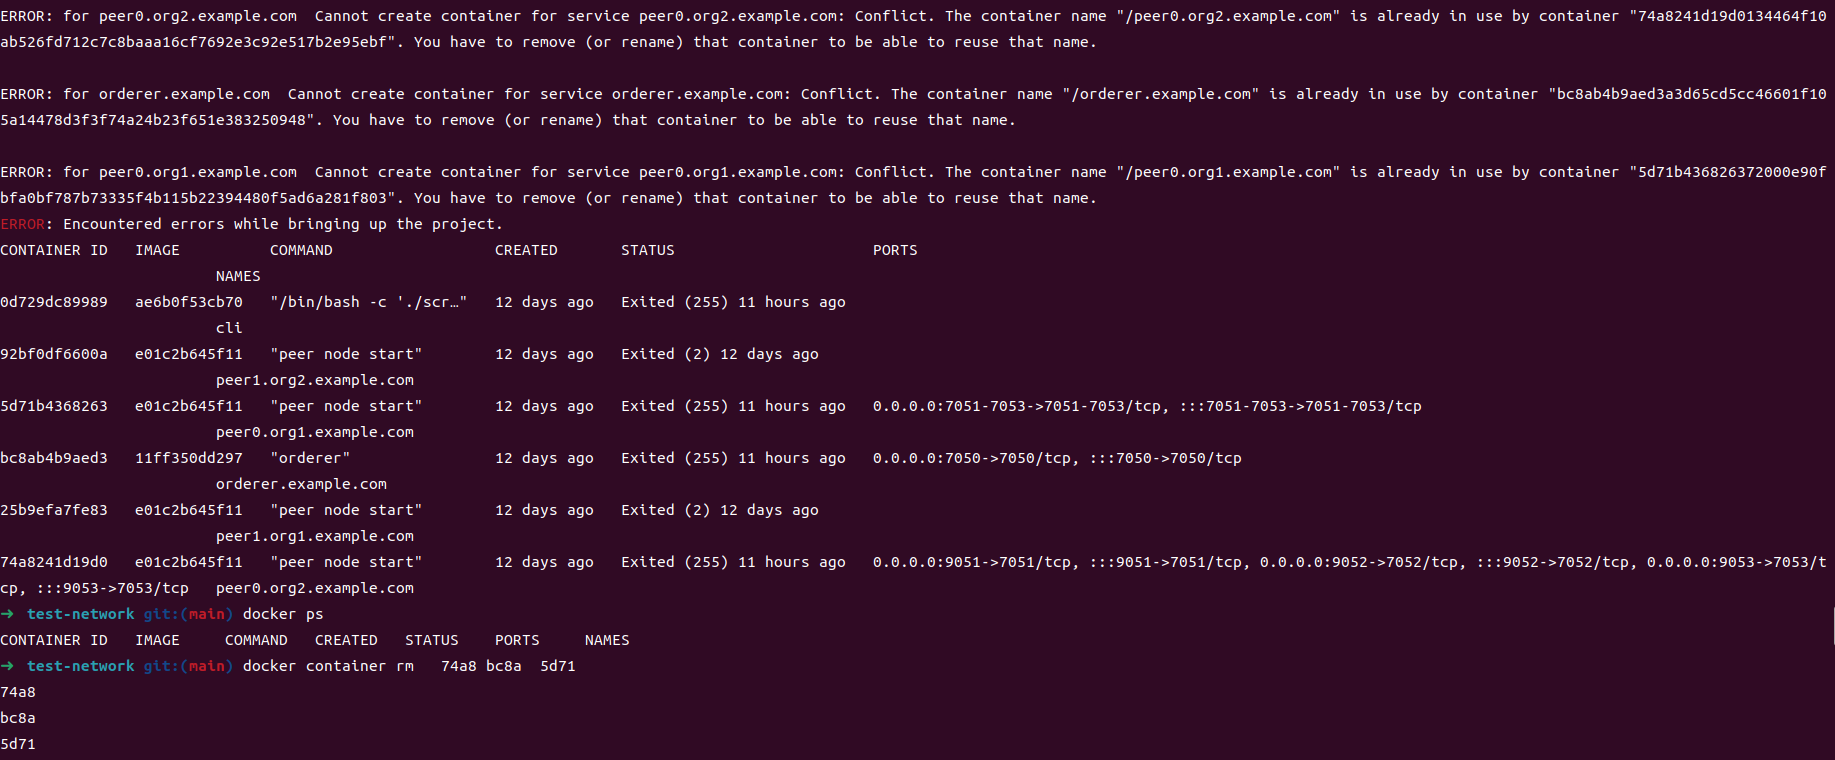 ERROR: for peer0.org2.example.com  Cannot create container for service peer0.org2.example.com: Conflict. The container name "/peer0.org2.example.com" is already in use by container "74a8241d19d0134464f10
ab526fd712c7c8baaa16cf7692e3c92e517b2e95ebf". You have to remove (or rename) that container to be able to reuse that name.
ERROR: for orderer.example.com  Cannot create container for service orderer.example.com: Conflict. The container name "/orderer.example.com" is already in use by container "bc8ab4b9aed3a3d65cd5cc46601f10
5a14478d3f3f74a24b23f651e383250948". You have to remove (or rename) that container to be able to reuse that name.
ERROR: for peer0.org1.example.com  Cannot create container for service peer0.org1.example.com: Conflict. The container name "/peer0.org1.example.com" is already in use by container "5d71b436826372000e90f
bfa0bf787b73335f4b115b22394480f5ad6a281f803". You have to remove (or rename) that container to be able to reuse that name.
ERROR: Encountered errors while bringing up the project.
CONTAINER ID   IMAGE          COMMAND                  CREATED       STATUS                      PORTS
NAMES
0d729dc89989   ae6b0f53cb70   "/bin/bash -c './scr…"   12 days ago   Exited (255) 11 hours ago
cli
92bf0df6600a   e01c2b645f11   "peer node start"        12 days ago   Exited (2) 12 days ago
peer1.org2.example.com
5d71b4368263   e01c2b645f11   "peer node start"        12 days ago   Exited (255) 11 hours ago   0.0.0.0:7051-7053->7051-7053/tcp, :::7051-7053->7051-7053/tcp
peer0.org1.example.com
bc8ab4b9aed3   11ff350dd297   "orderer"                12 days ago   Exited (255) 11 hours ago   0.0.0.0:7050->7050/tcp, :::7050->7050/tcp
orderer.example.com
25b9efa7fe83   e01c2b645f11   "peer node start"        12 days ago   Exited (2) 12 days ago
peer1.org1.example.com
74a8241d19d0   e01c2b645f11   "peer node start"        12 days ago   Exited (255) 11 hours ago   0.0.0.0:9051->7051/tcp, :::9051->7051/tcp, 0.0.0.0:9052->7052/tcp, :::9052->7052/tcp, 0.0.0.0:9053->7053/t
cp, :::9053->7053/tcp   peer0.org2.example.com
➜  test-network git:(main) docker ps
CONTAINER ID   IMAGE     COMMAND   CREATED   STATUS    PORTS     NAMES
➜  test-network git:(main) docker container rm   74a8 bc8a  5d71
74a8
bc8a
5d71